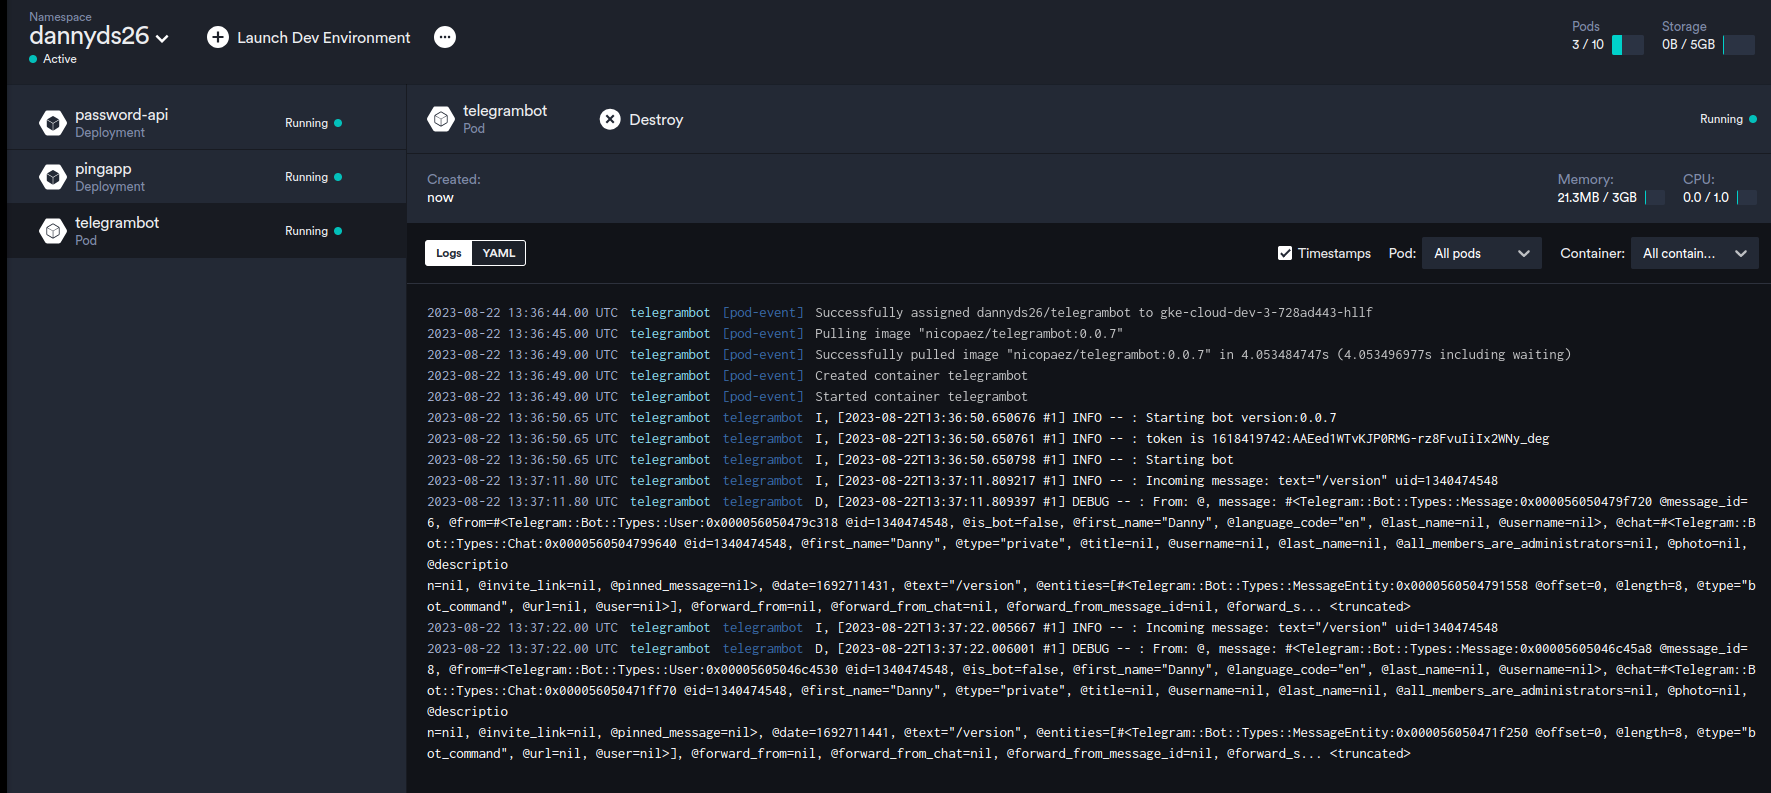 Namespace
dannyds26
Active
Launch Dev Environment
Pods
3 / 10
Storage
0B / 5GB
password-api
Deployment
Running
pingapp
Deployment
Running
telegrambot
Pod
Running
telegrambot
Pod
Destroy
Running
Created:
now
Memory:
21.3MB / 3GB
CPU:
0.0 / 1.0
Logs YAML
Timestamps Pod: All pods Container: All contain...
2023-08-22 13:36:44.00 UTC telegrambot [pod-event] Successfully assigned dannyds26/telegrambot to gke-cloud-dev-3-728ad443-hllf
2023-08-22 13:36:45.00 UTC telegrambot [pod-event] Pulling image "nicopaez/telegrambot:0.0.7"
2023-08-22 13:36:49.00 UTC telegrambot [pod-event] Successfully pulled image "nicopaez/telegrambot:0.0.7" in 4.053484747s (4.053496977s including waiting)
2023-08-22 13:36:49.00 UTC telegrambot [pod-event] Created container telegrambot
2023-08-22 13:36:49.00 UTC telegrambot [pod-event] Started container telegrambot
2023-08-22 13:36:50.65 UTC telegrambot telegrambot I, [2023-08-22T13:36:50.650676 #1] INFO -- : Starting bot version:0.0.7
2023-08-22 13:36:50.65 UTC telegrambot telegrambot I, [2023-08-22T13:36:50.650761 #1] INFO -- : token is 1618419742:AAEed1WTvKJP0RMG-rz8FvuIiIx2WNy_deg
2023-08-22 13:36:50.65 UTC telegrambot telegrambot I, [2023-08-22T13:36:50.650798 #1] INFO -- : Starting bot
2023-08-22 13:37:11.80 UTC telegrambot telegrambot I, [2023-08-22T13:37:11.809217 #1] INFO -- : Incoming message: text="/version" uid=1340474548
2023-08-22 13:37:11.80 UTC telegrambot telegrambot D, [2023-08-22T13:37:11.809397 #1] DEBUG -- : From: @, message: #<Telegram::Bot::Types::Message:0x000056050479f720 @message_id=
6, @from=#<Telegram::Bot::Types::User:0x000056050479c318 @id=1340474548, @is_bot=false, @first_name="Danny", @language_code="en", @last_name=nil, @username=nil>, @chat=#<Telegram::B
ot::Types::Chat:0x0000560504799640 @id=1340474548, @first_name="Danny", @type="private", @title=nil, @username=nil, @last_name=nil, @all_members_are_administrators=nil, @photo=nil,
@descriptio
n=nil, @invite_link=nil, @pinned_message=nil>, @date=1692711431, @text="/version", @entities=[#<Telegram::Bot::Types::MessageEntity:0x0000560504791558 @offset=0, @length=8, @type="b
ot_command", @url=nil, @user=nil>], @forward_from=nil, @forward_from_chat=nil, @forward_from_message_id=nil, @forward_s... <truncated>
2023-08-22 13:37:22.00 UTC telegrambot telegrambot I, [2023-08-22T13:37:22.005667 #1] INFO -- : Incoming message: text="/version" uid=1340474548
2023-08-22 13:37:22.00 UTC telegrambot telegrambot D, [2023-08-22T13:37:22.006001 #1] DEBUG -- : From: @, message: #<Telegram::Bot::Types::Message:0x00005605046c45a8 @message_id=
8, @from=#<Telegram::Bot::Types::User:0x00005605046c4530 @id=1340474548, @is_bot=false, @first_name="Danny", @language_code="en", @last_name=nil, @username=nil>, @chat=#<Telegram::B
ot::Types::Chat:0x000056050471ff70 @id=1340474548, @first_name="Danny", @type="private", @title=nil, @username=nil, @last_name=nil, @all_members_are_administrators=nil, @photo=nil,
@descriptio
n=nil, @invite_link=nil, @pinned_message=nil>, @date=1692711441, @text="/version", @entities=[#<Telegram::Bot::Types::MessageEntity:0x000056050471f250 @offset=0, @length=8, @type="b
ot_command", @url=nil, @user=nil>], @forward_from=nil, @forward_from_chat=nil, @forward_from_message_id=nil, @forward_s... <truncated>